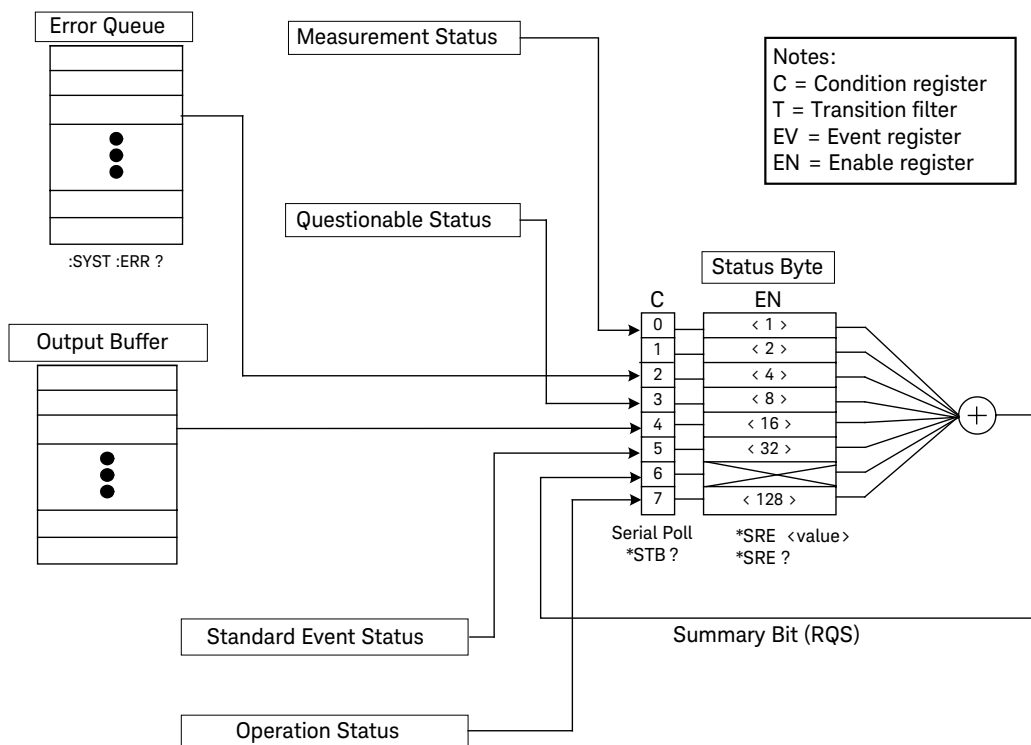 Error Queue
Measurement Status
Notes:
C = Condition register
T = Transition filter
EV = Event register
EN = Enable register
Questionable Status
:SYST :ERR ?
Status Byte
C
EN
Output Buffer
0
< 1 >
1
< 2 >
2
< 4 >
3
< 8 >
4
< 16 >
5
< 32 >
6
7
< 128 >
+
Serial Poll
*STB ?
*SRE <value>
*SRE ?
Standard Event Status
Summary Bit (RQS)
Operation Status